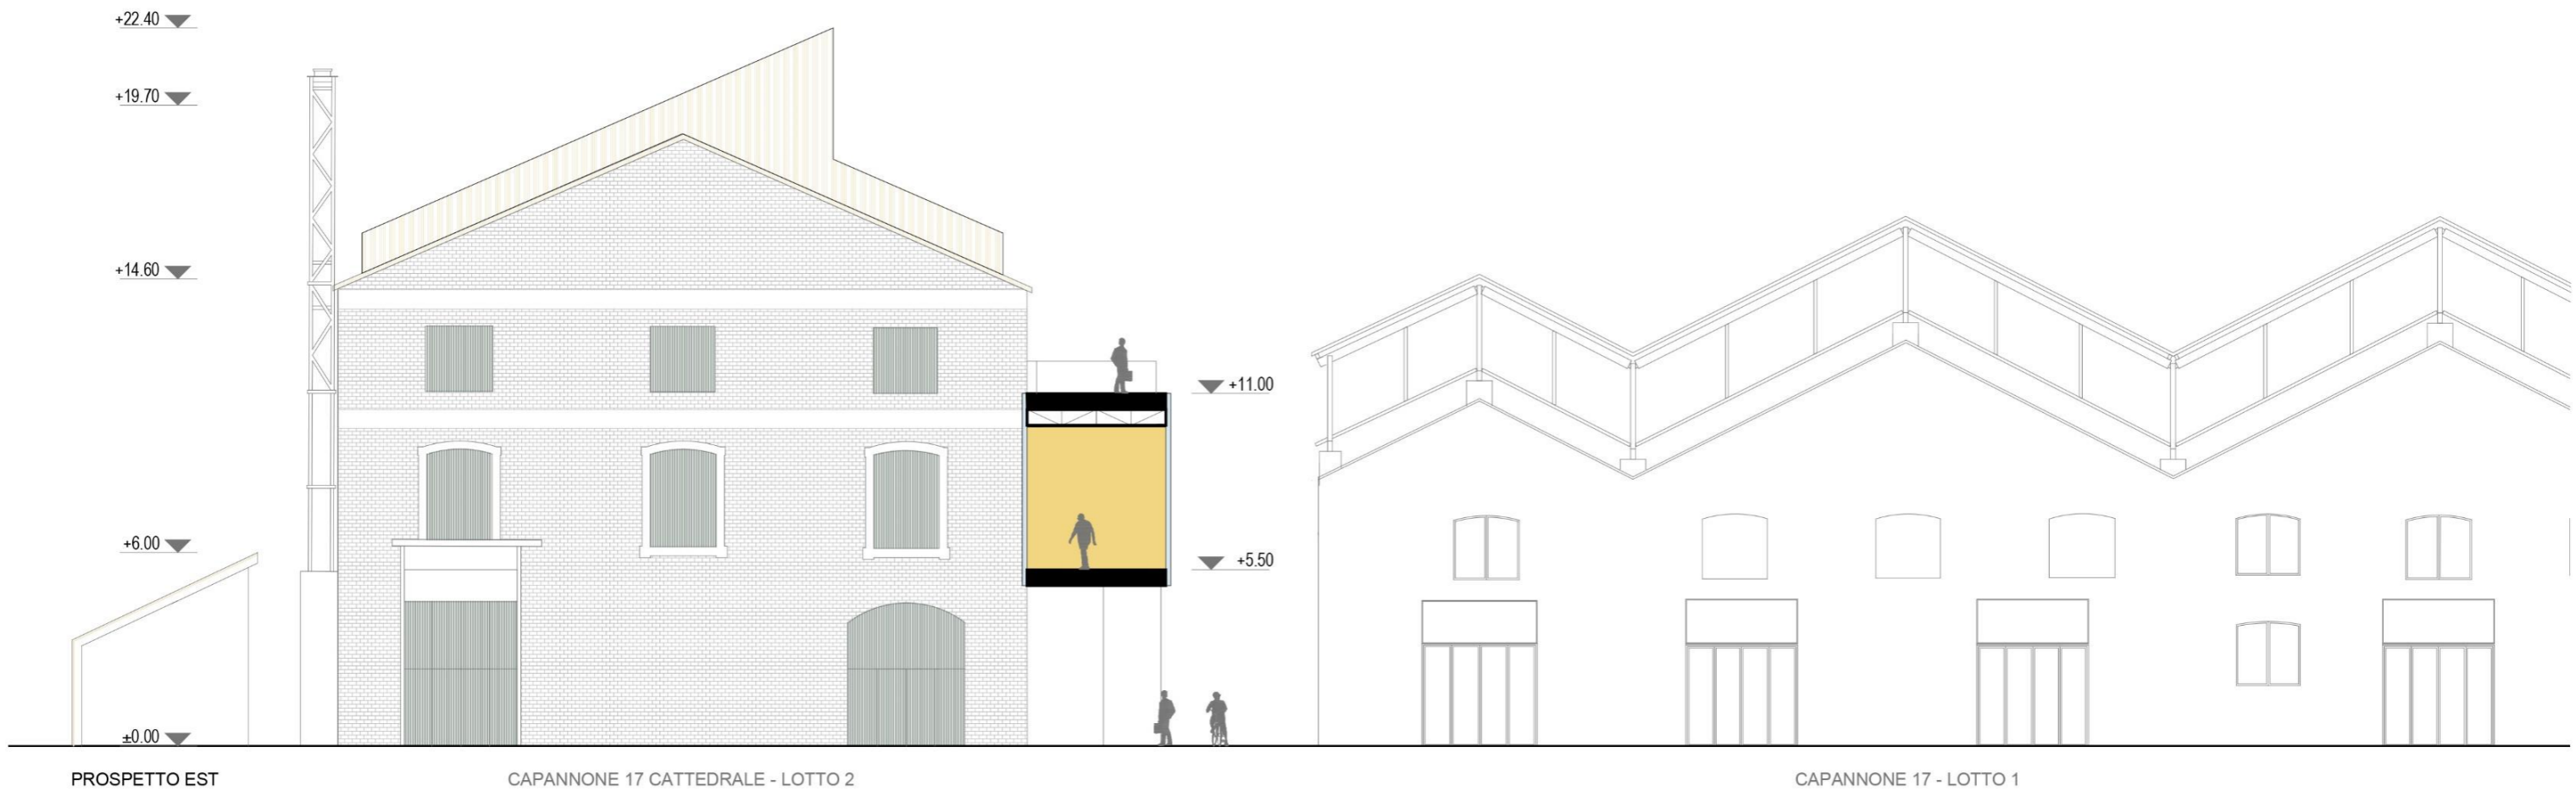 +22.40
+19.70
+14.60
+11.00
+6.00
+5.50
±0.00
PROSPETTO EST
CAPANNONE 17 CATTEDRALE - LOTTO 2
CAPANNONE 17 - LOTTO 1